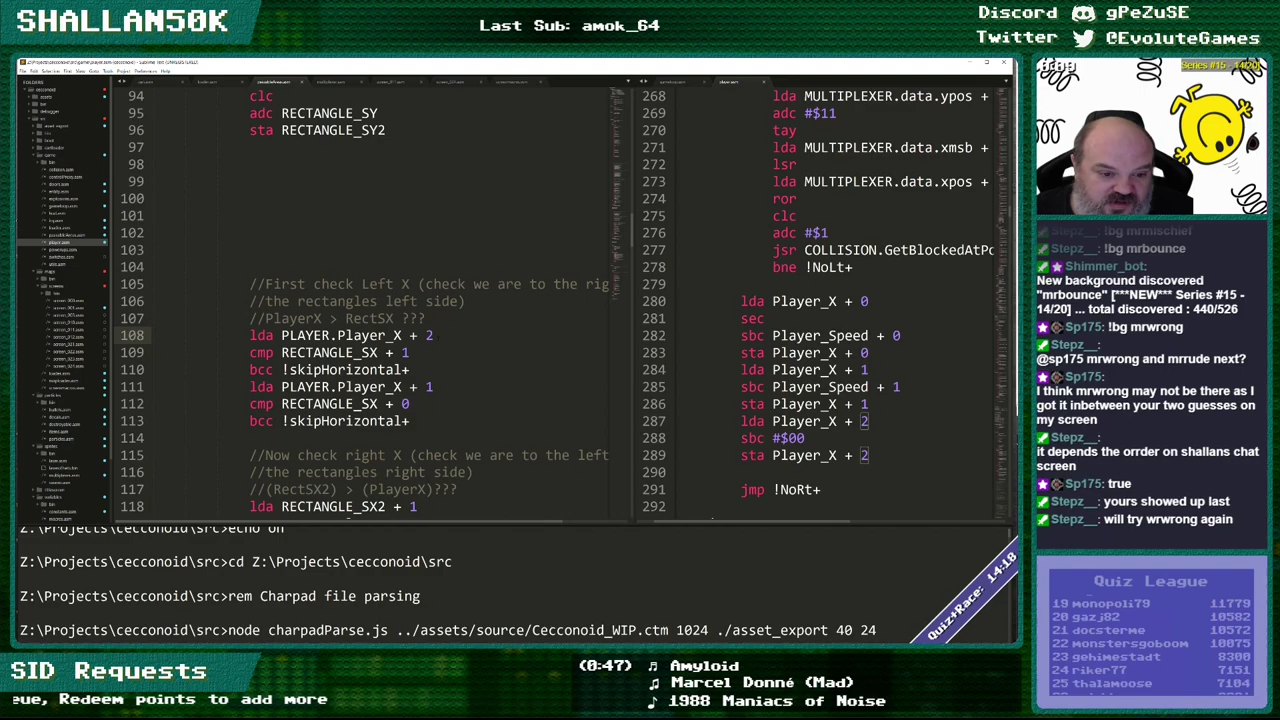 SHALLAN50K
Last Sub: amok_64
Discord gPeZuSE
Twitter @EvoluteGames
Series #15 - 14/20
94 clc
95 adc RECTANGLE_SY
96 sta RECTANGLE_SY2
97
98
99
100
101
102
103
104
105 //First check Left X (check we are to the rig
106 //the rectangles left side)
107 //PlayerX > RectSX ???
108 lda PLAYER.Player_X + 2
109 cmp RECTANGLE_SX + 1
110 bcc !skipHorizontal+
111 lda PLAYER.Player_X + 1
112 cmp RECTANGLE_SX + 0
113 bcc !skipHorizontal+
114
115 //Now check right X (check we are to the left
116 //the rectangles right side)
117 //(RectSX2) > (PlayerX)???
118 lda RECTANGLE_SX2 + 1
268 lda MULTIPLEXER.data.ypos +
269 adc #$11
270 tay
271 lda MULTIPLEXER.data.xmsb +
272 lsr
273 lda MULTIPLEXER.data.xpos +
274 ror
275 clc
276 adc #$1
277 jsr COLLISION.GetBlockedAtPo
278 bne !NoLt+
279
280 lda Player_X + 0
281 sec
282 sbc Player_Speed + 0
283 sta Player_X + 0
284 lda Player_X + 1
285 sbc Player_Speed + 1
286 sta Player_X + 1
287 lda Player_X + 2
288 sbc #$00
289 sta Player_X + 2
290
291 jmp !NoRt+
292
Z:\Projects\cecconoid\src>echo on
Z:\Projects\cecconoid\src>cd Z:\Projects\cecconoid\src
Z:\Projects\cecconoid\src>rem Charpad file parsing
Z:\Projects\cecconoid\src>node charpadParse.js ../assets/source/Cecconoid_WIP.ctm 1024 ./asset_export 40 24
Quiz+Race: 14:18
Stepz__: !bg mrmischief
Stepz__: !bg mrbounce
Shimmer_bot:
New background discovered
"mrbounce" [***NEW*** Series #15 -
14/20] ... total discovered : 440/526
Sp175: !bg mrwrong
Stepz__:
@sp175 mrwrong and mrrude next?
Sp175:
I think mrwrong may not be there as I
got it inbetween your two guesses on
my screen
Stepz__:
it depends the orrder on shallans chat
screen
Sp175: true
Stepz__: yours showed up last
Stepz__: will try wrwrong again
Quiz League
19 monopoli79 11779
20 gazj82 10582
21 docsterme 10572
22 monstersgoboom 10075
23 gehimestadt 8300
24 riker77 7151
25 thalamoose 7104
SID Requests
eue, Redeem points to add more
(0:47) Amyloid
Marcel Donné (Mad)
1988 Maniacs of Noise